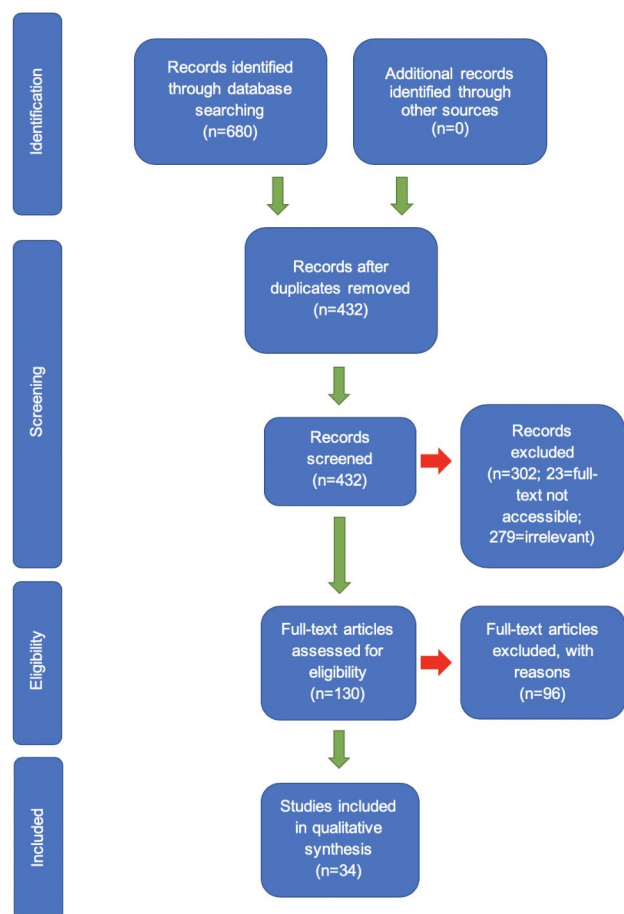 Identification
Records identified
through database
searching
(n=680)
Additional records
identified through
other sources
(n=0)
Screening
Records after
duplicates removed
(n=432)
Records
screened
(n=432)
Records
excluded
(n=302; 23=full-
text not
accessible;
279=irrelevant)
Eligibility
Full-text articles
assessed for
eligibility
(n=130)
Full-text articles
excluded, with
reasons
(n=96)
Included
Studies included
in qualitative
synthesis
(n=34)